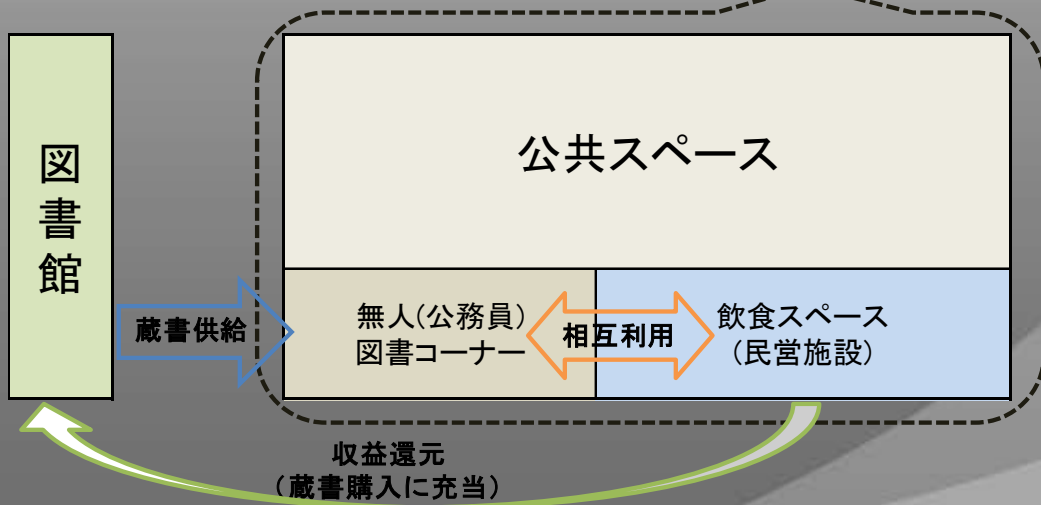 図書館
公共スペース
蔵書供給
無人(公務員)
図書コーナー
相互利用
飲食スペース
(民営施設)
収益還元
(蔵書購入に充当)